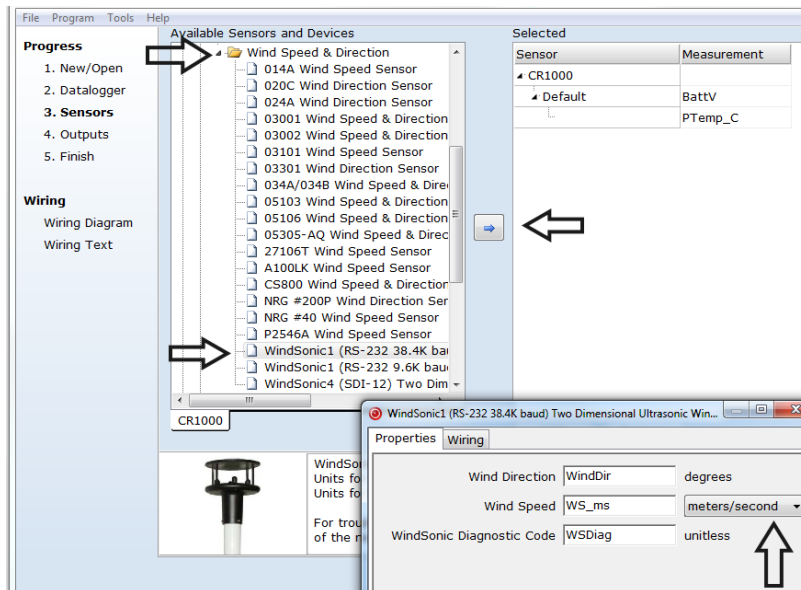 File Program Tools Help
Progress
1. New/Open
2. Datalogger
3. Sensors
4. Outputs
5. Finish
Wiring
Wiring Diagram
Wiring Text
Available Sensors and Devices
Wind Speed & Direction
014A Wind Speed Sensor
020C Wind Direction Sensor
024A Wind Direction Sensor
03001 Wind Speed & Direction
03002 Wind Speed & Direction
03101 Wind Speed Sensor
03301 Wind Direction Sensor
034A/034B Wind Speed & Dire
05103 Wind Speed & Direction
05106 Wind Speed & Direction
05305-AQ Wind Speed & Direc
27106T Wind Speed Sensor
A100LK Wind Speed Sensor
CS800 Wind Speed & Direction
NRG #200P Wind Direction Ser
NRG #40 Wind Speed Sensor
P2546A Wind Speed Sensor
WindSonic1 (RS-232 38.4K bau
WindSonic1 (RS-232 9.6K bau
WindSonic4 (SDI-12) Two Dim
CR1000
WindSo
Units fo
Units fo
For trou
of the n
Selected
Sensor Measurement
CR1000
Default BattV
PTemp_C
WindSonic1 (RS-232 38.4K baud) Two Dimensional Ultrasonic Win...
Properties Wiring
Wind Direction WindDir degrees
Wind Speed WS_ms meters/second
WindSonic Diagnostic Code WSDiag unitless